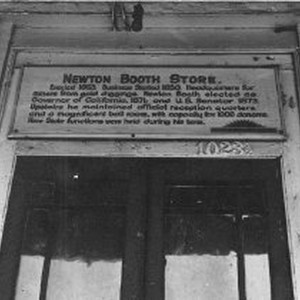 NEWTON BOOTH STORE.
Erected 1853. Business Started 1850. Headquarters for
miners from gold diggings. Newton Booth elected as
Governor of California, 1871, and U.S. Senator 1873.
Upstairs he maintained official reception quarters
and a magnificent ball room, with capacity for 1000 dancers.
State functions were held during his term.
1023